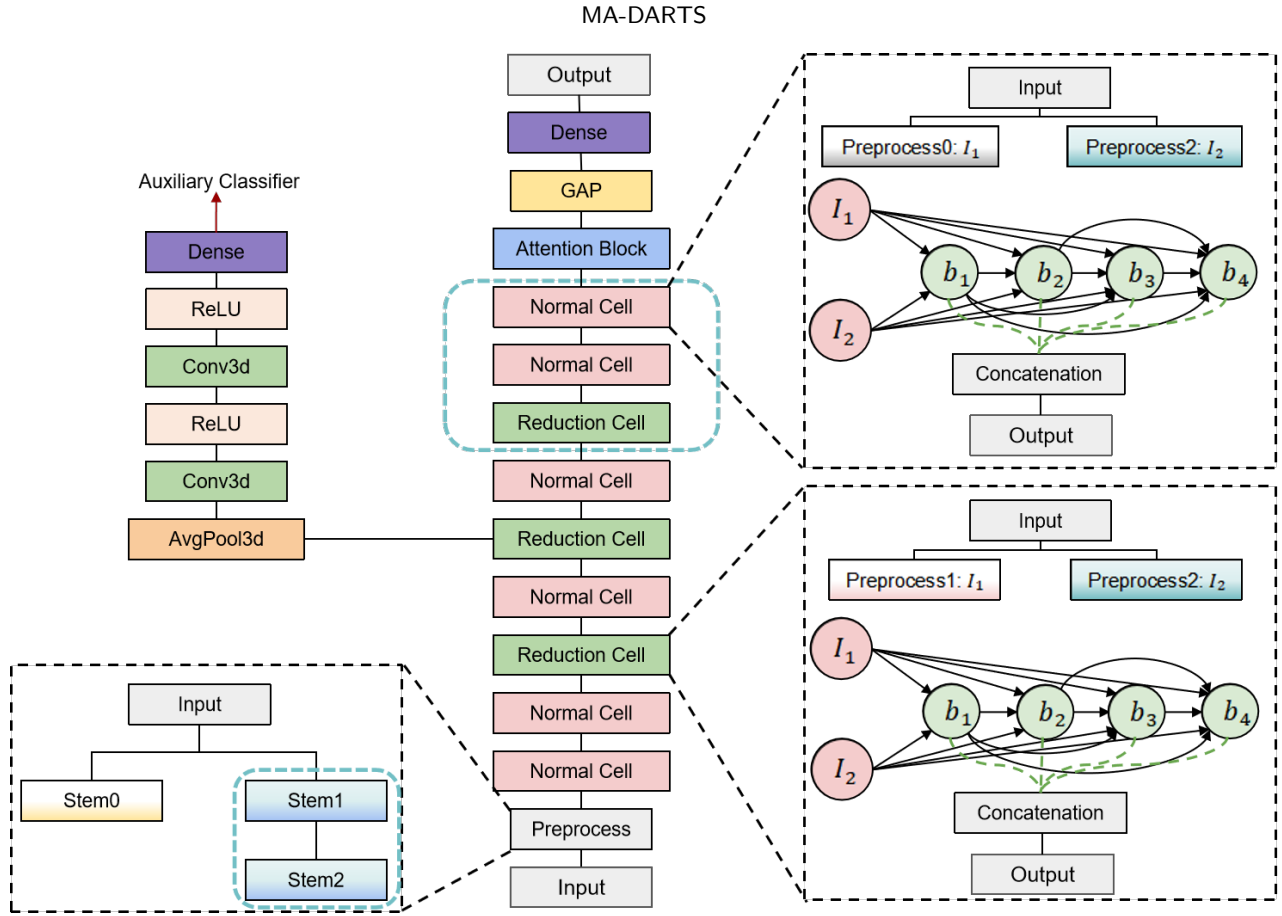 MA-DARTS
Output
Dense
GAP
Attention Block
Normal Cell
Normal Cell
Reduction Cell
Normal Cell
Reduction Cell
Normal Cell
Reduction Cell
Normal Cell
Normal Cell
Preprocess
Input
Auxiliary Classifier
Dense
ReLU
Conv3d
ReLU
Conv3d
AvgPool3d
Input
Stem0
Stem1
Stem2
Input
Preprocess0: I₁
Preprocess2: I₂
I₁
b₁
b₂
b₃
b₄
I₂
Concatenation
Output
Input
Preprocess1: I₁
Preprocess2: I₂
I₁
b₁
b₂
b₃
b₄
I₂
Concatenation
Output